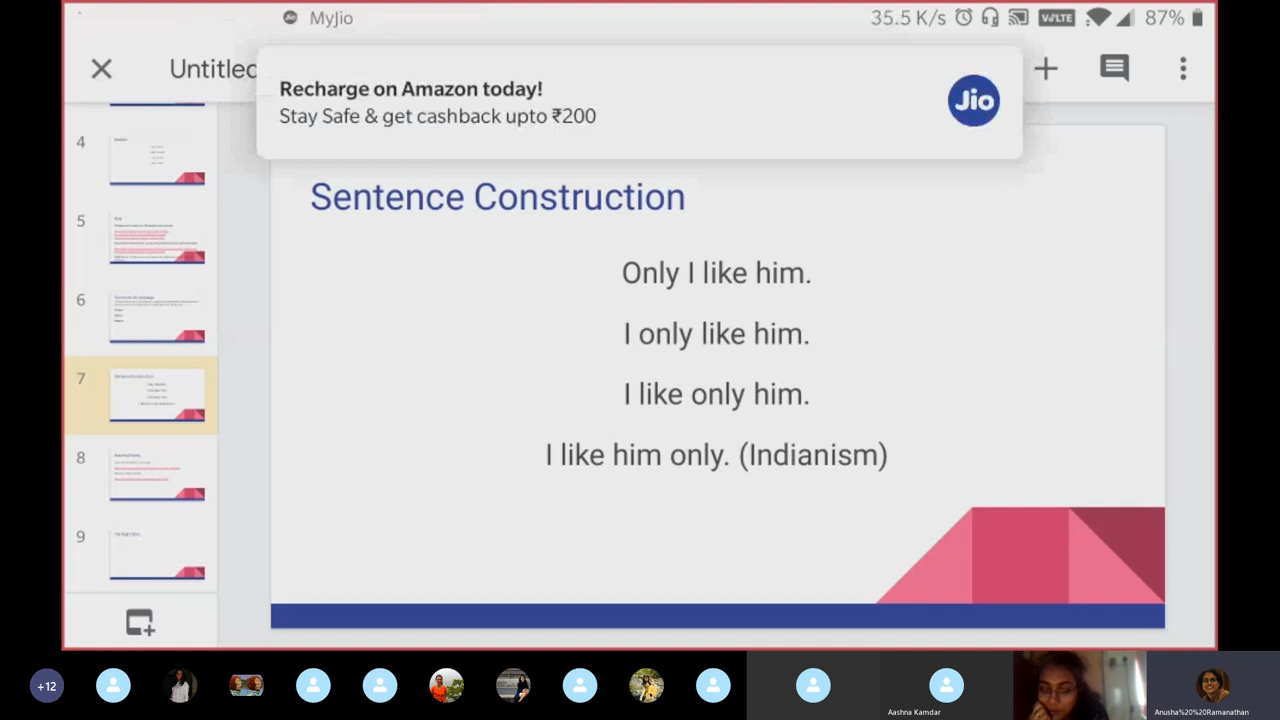 MyJio
35.5 K/s
VoLTE
87%
Untitled
Recharge on Amazon today!
Stay Safe & get cashback upto ₹200
Jio
4
5
6
7
8
9
Sentence Construction
Only I like him.
I only like him.
I like only him.
I like him only. (Indianism)
+12
Aashna Kamdar
Anusha%20%20Ramanathan